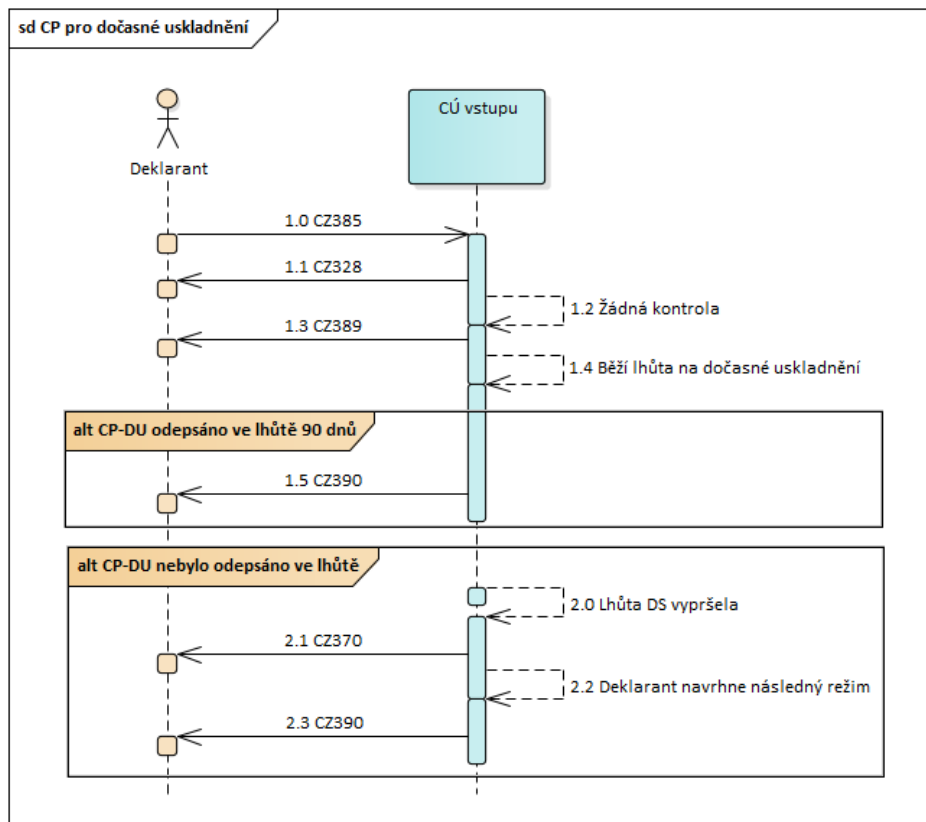 sd CP pro dočasné uskladnění
CÚ vstupu
Deklarant
1.0 CZ385
1.1 CZ328
1.2 Žádná kontrola
1.3 CZ389
1.4 Běží lhůta na dočasné uskladnění
alt CP-DU odepsáno ve lhůtě 90 dnů
1.5 CZ390
alt CP-DU nebylo odepsáno ve lhůtě
2.0 Lhůta DS vypršela
2.1 CZ370
2.2 Deklarant navrhne následný režim
2.3 CZ390